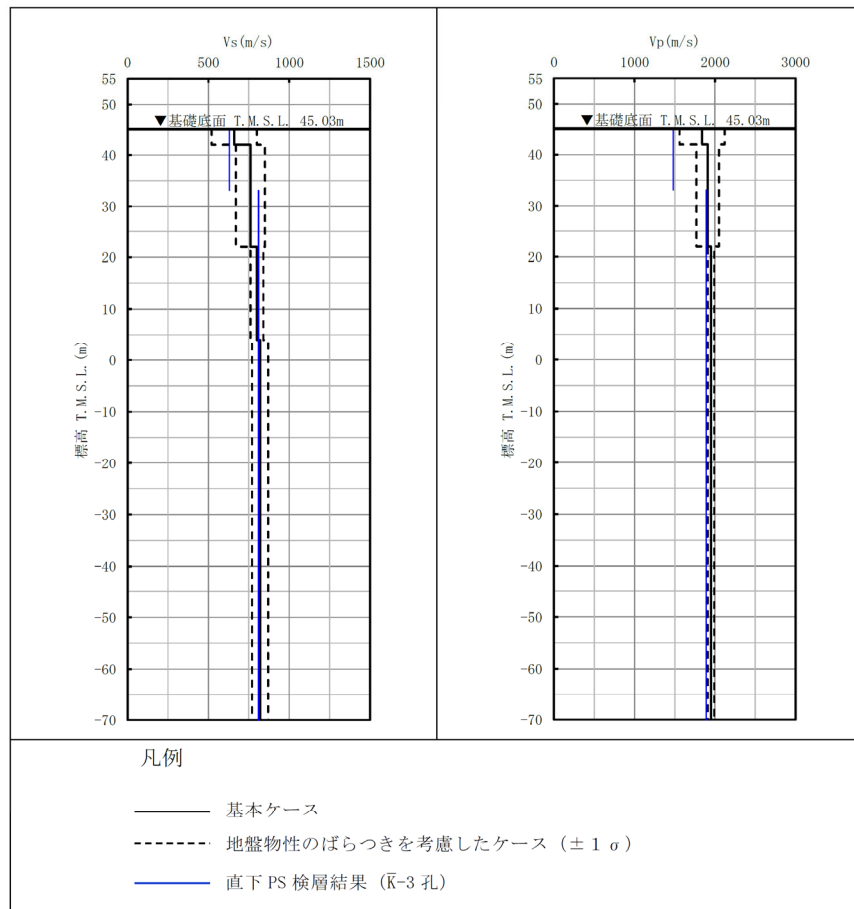 Vs(m/s)
0 500 1000 1500
55
50
▼基礎底面 T.M.S.L. 45.03m
40
30
20
10
0
-10
-20
-30
-40
-50
-60
-70
標高 T.M.S.L.(m)
Vp(m/s)
0 1000 2000 3000
55
50
▼基礎底面 T.M.S.L. 45.03m
40
30
20
10
0
-10
-20
-30
-40
-50
-60
-70
標高 T.M.S.L.(m)
凡例
基本ケース
地盤物性のばらつきを考慮したケース（±１σ）
直下 PS 検層結果（K̅-3 孔）